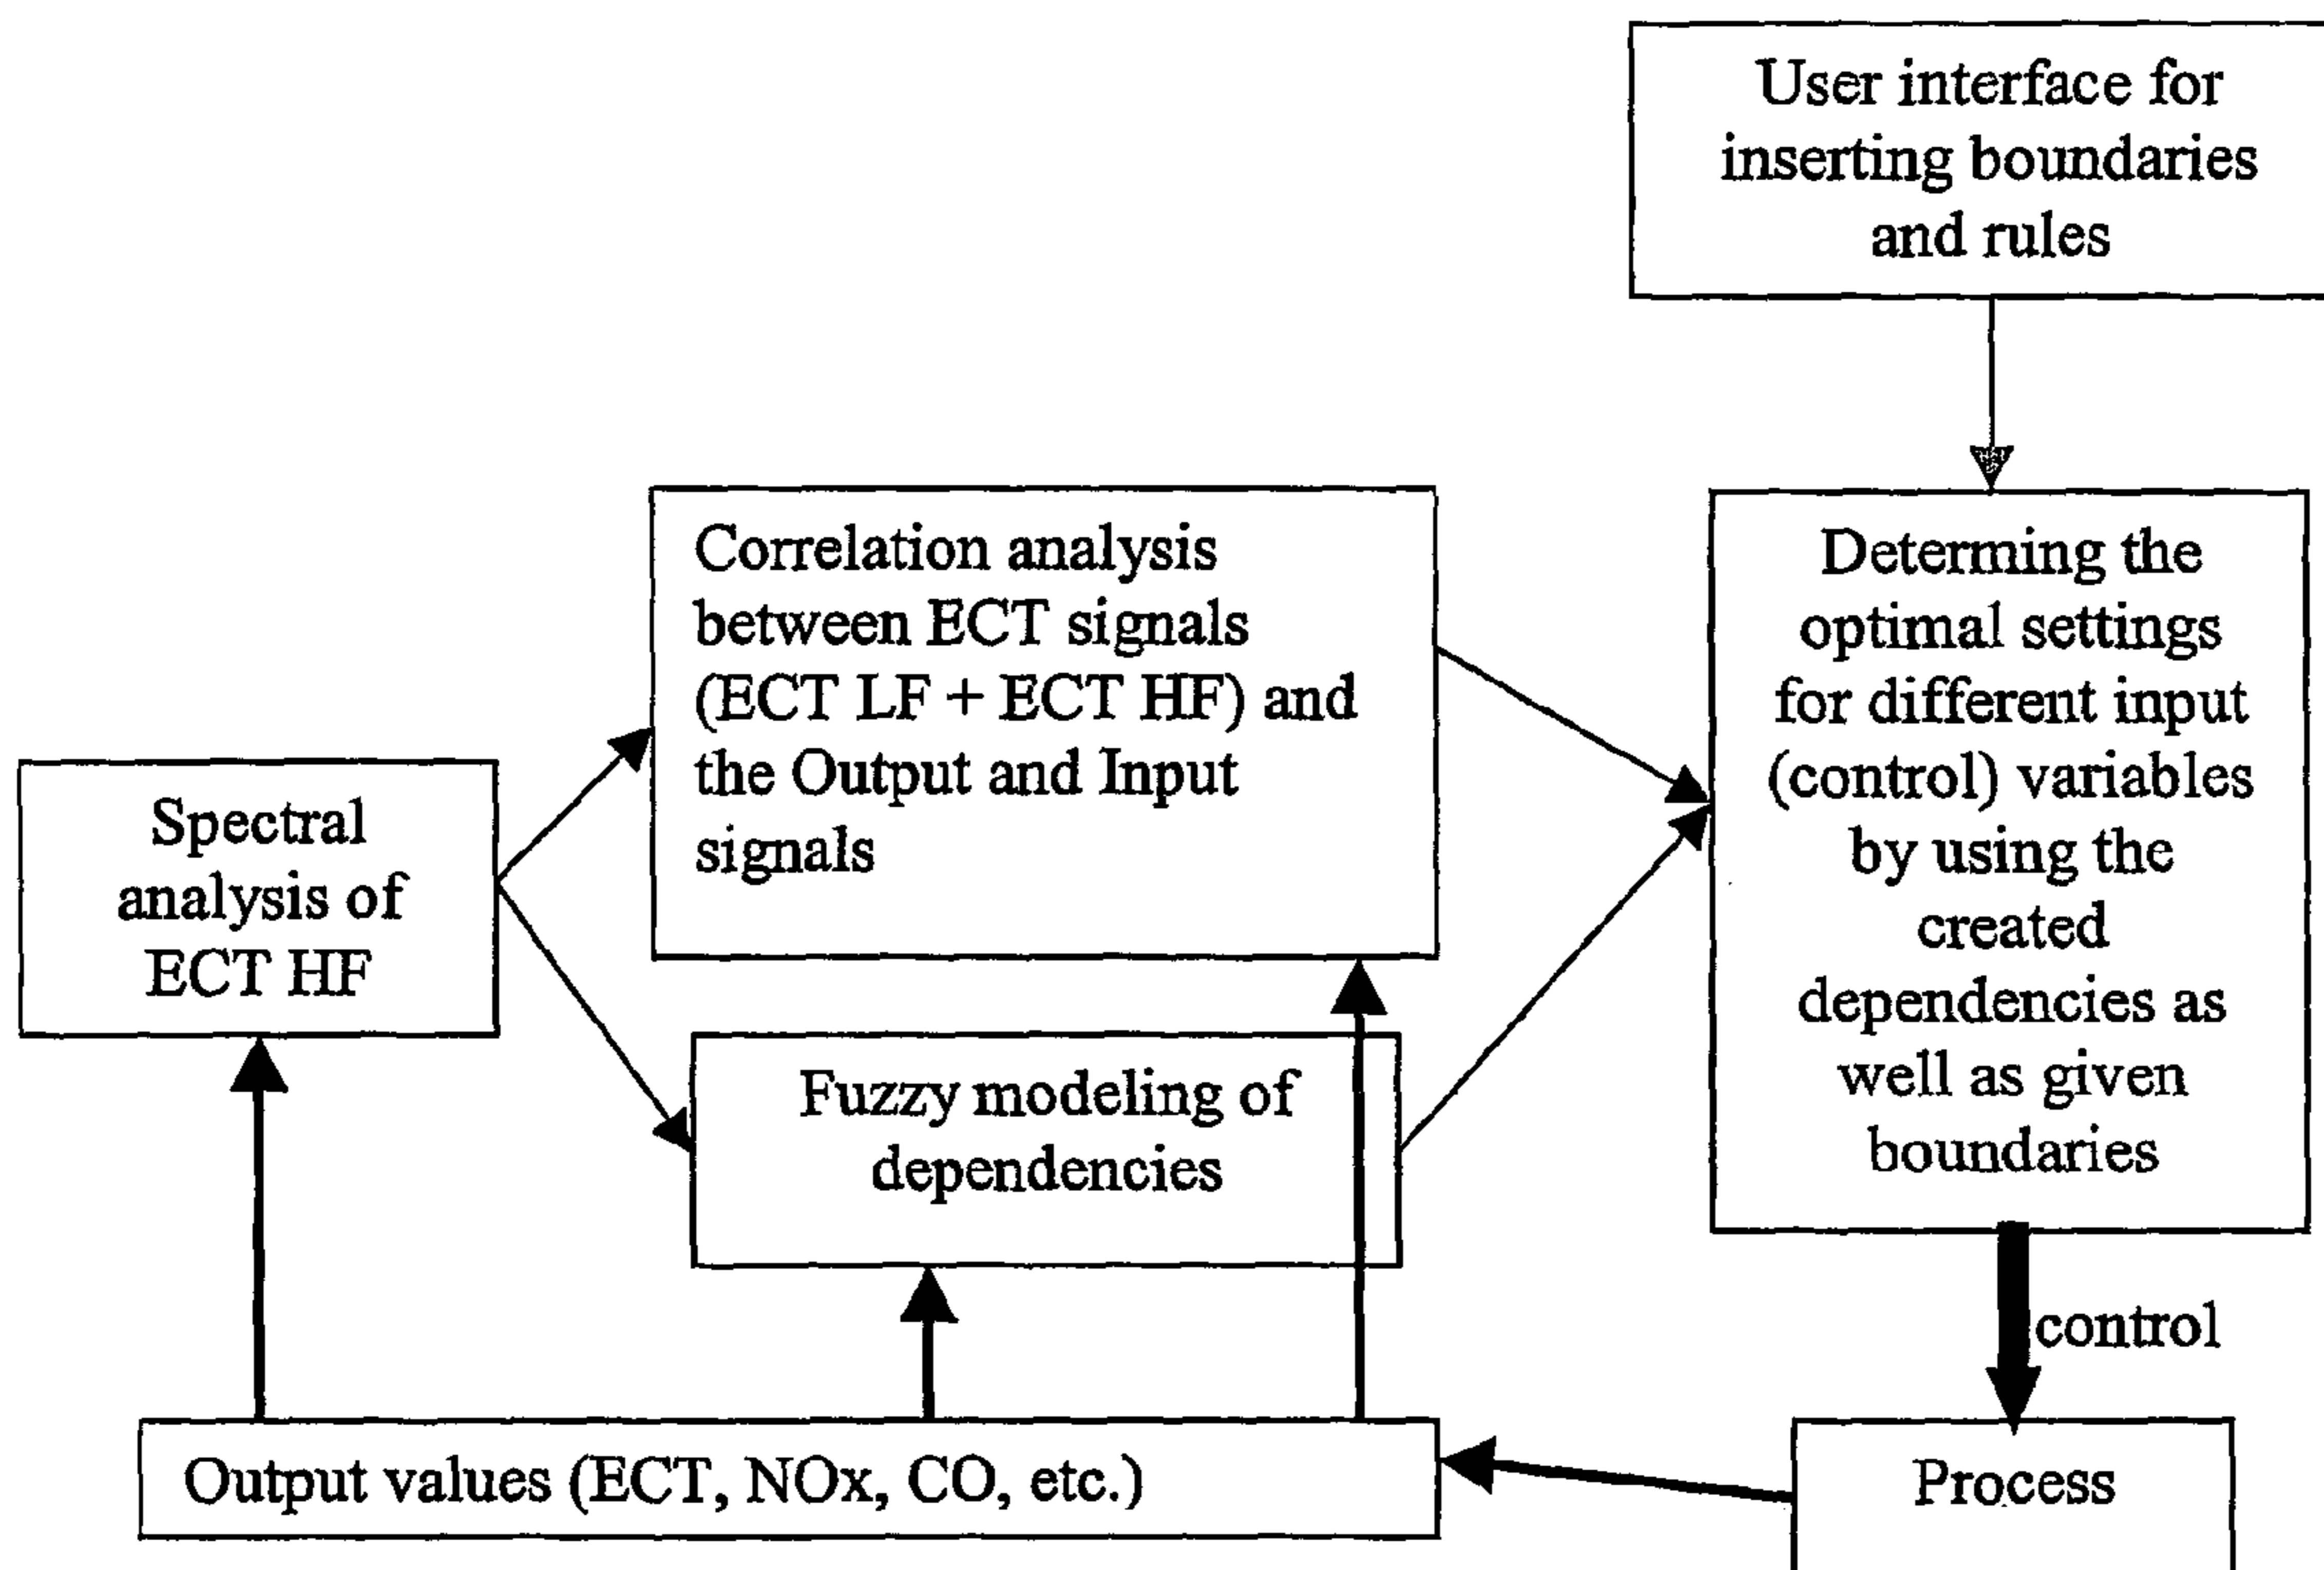 User interface for
inserting boundaries
and rules
Correlation analysis
between ECT signals
(ECT LF + ECT HF) and
the Output and Input
signals
Determing the
optimal settings
for different input
(control) variables
by using the
created
dependencies as
well as given
boundaries
Spectral
analysis of
ECT HF
Fuzzy modeling of
dependencies
control
Output values (ECT, NOx, CO, etc.)
Process